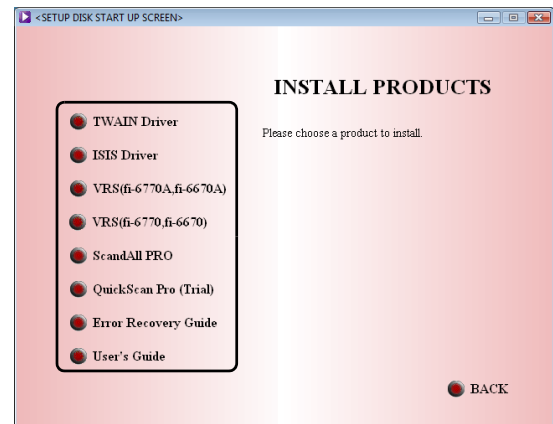 <SETUP DISK START UP SCREEN>
INSTALL PRODUCTS
Please choose a product to install.
TWAIN Driver
ISIS Driver
VRS(fi-6770A,fi-6670A)
VRS(fi-6770,fi-6670)
ScandAll PRO
QuickScan Pro (Trial)
Error Recovery Guide
User's Guide
BACK